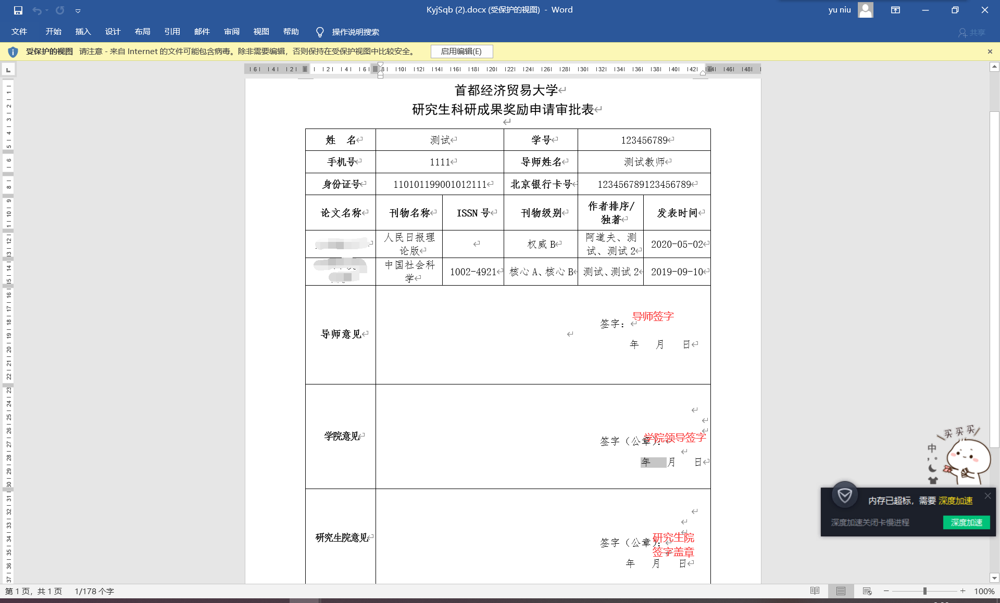 KyjSqb (2).docx (受保护的视图) - Word
yu niu
文件 开始 插入 设计 布局 引用 邮件 审阅 视图 帮助 操作说明搜索 共享
受保护的视图 请注意 - 来自 Internet 的文件可能包含病毒。除非需要编辑，否则保持在受保护视图中比较安全。 启用编辑(E)
首都经济贸易大学
研究生科研成果奖励申请审批表
姓 名 测试 学号 123456789
手机号 1111 导师姓名 测试教师
身份证号 110101199001012111 北京银行卡号 123456789123456789
论文名称 刊物名称 ISSN 号 刊物级别 作者排序/独著 发表时间
人民日报理论版 权威 B 阿道夫、测试、测试 2 2020-05-02
中国社会科学 1002-4921 核心 A、核心 B 测试、测试 2 2019-09-10
导师意见
签字：
导师签字
年 月 日
学院意见
签字（公章）：
学院领导签字
年 月 日
研究生院意见
签字（公章）：
研究生院
签字盖章
年 月 日
买买买
中
内存已超标，需要 深度加速
深度加速关闭卡慢进程 深度加速
第 1 页，共 1 页 1/178 个字
100%